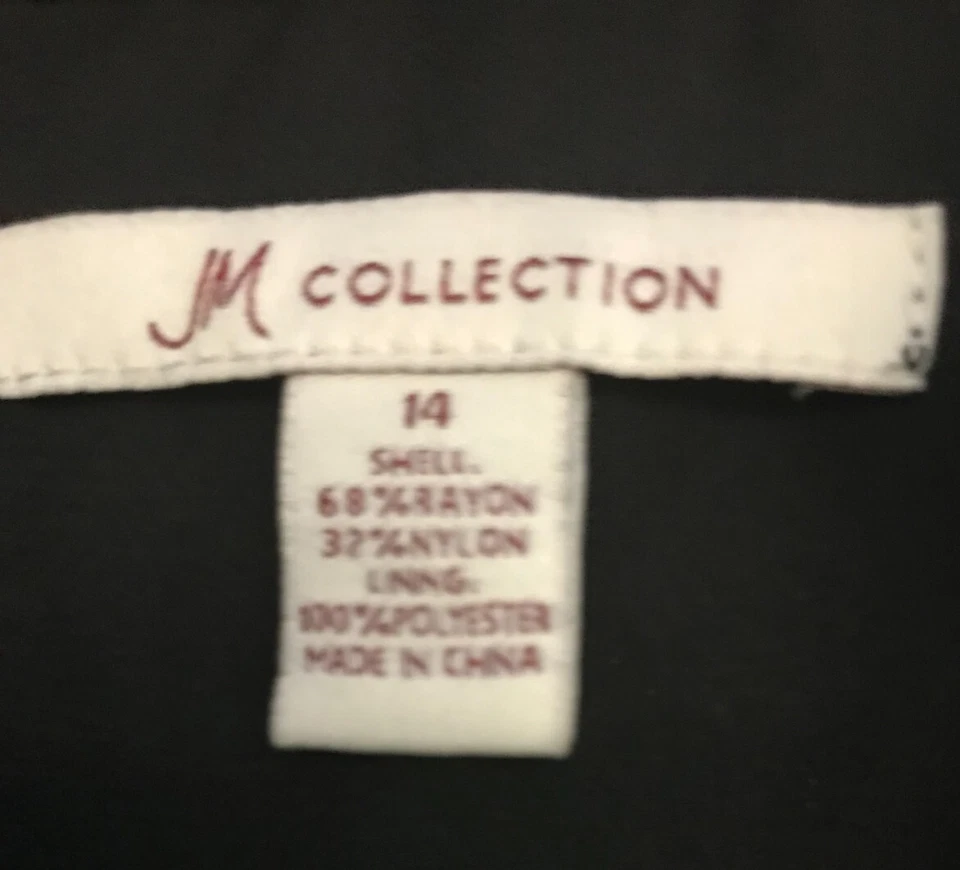 JM COLLECTION
14
SHELL:
68%RAYON
32%NYLON
LINING:
100%POLYESTER
MADE IN CHINA